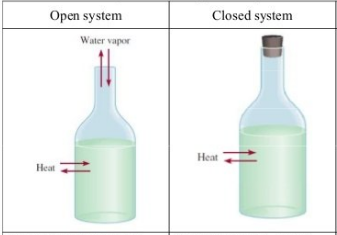 Open system
Closed system
Water vapor
Heat
Heat